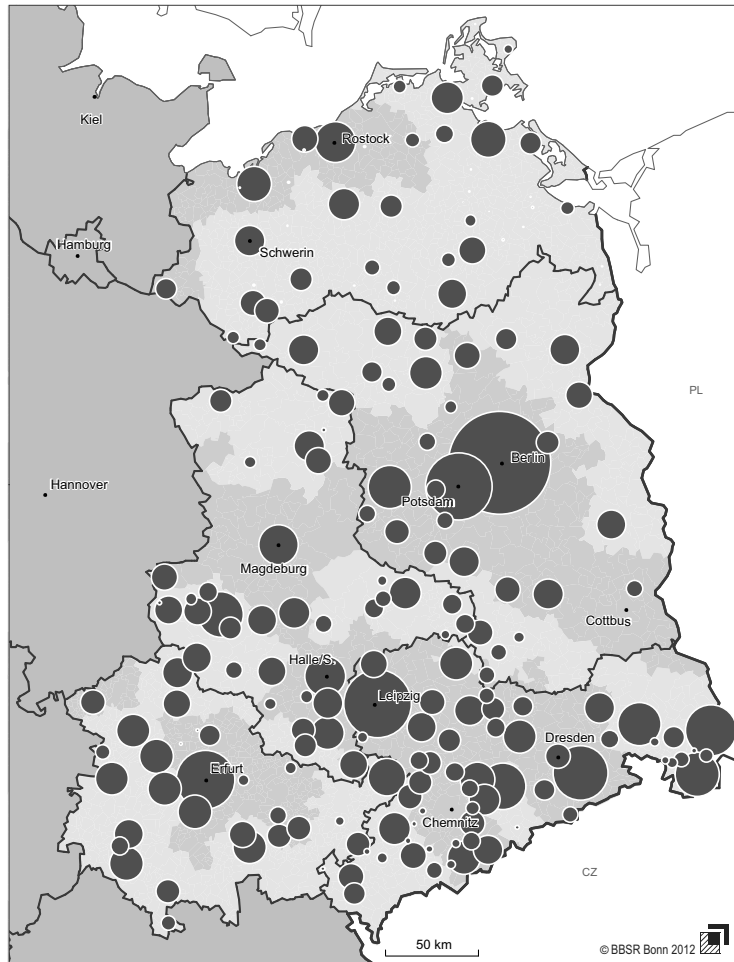 Kiel
Rostock
Hamburg
Schwerin
PL
Berlin
Hannover
Potsdam
Magdeburg
Cottbus
Halle/S.
Leipzig
Dresden
Erfurt
Chemnitz
CZ
50 km
© BBSR Bonn 2012